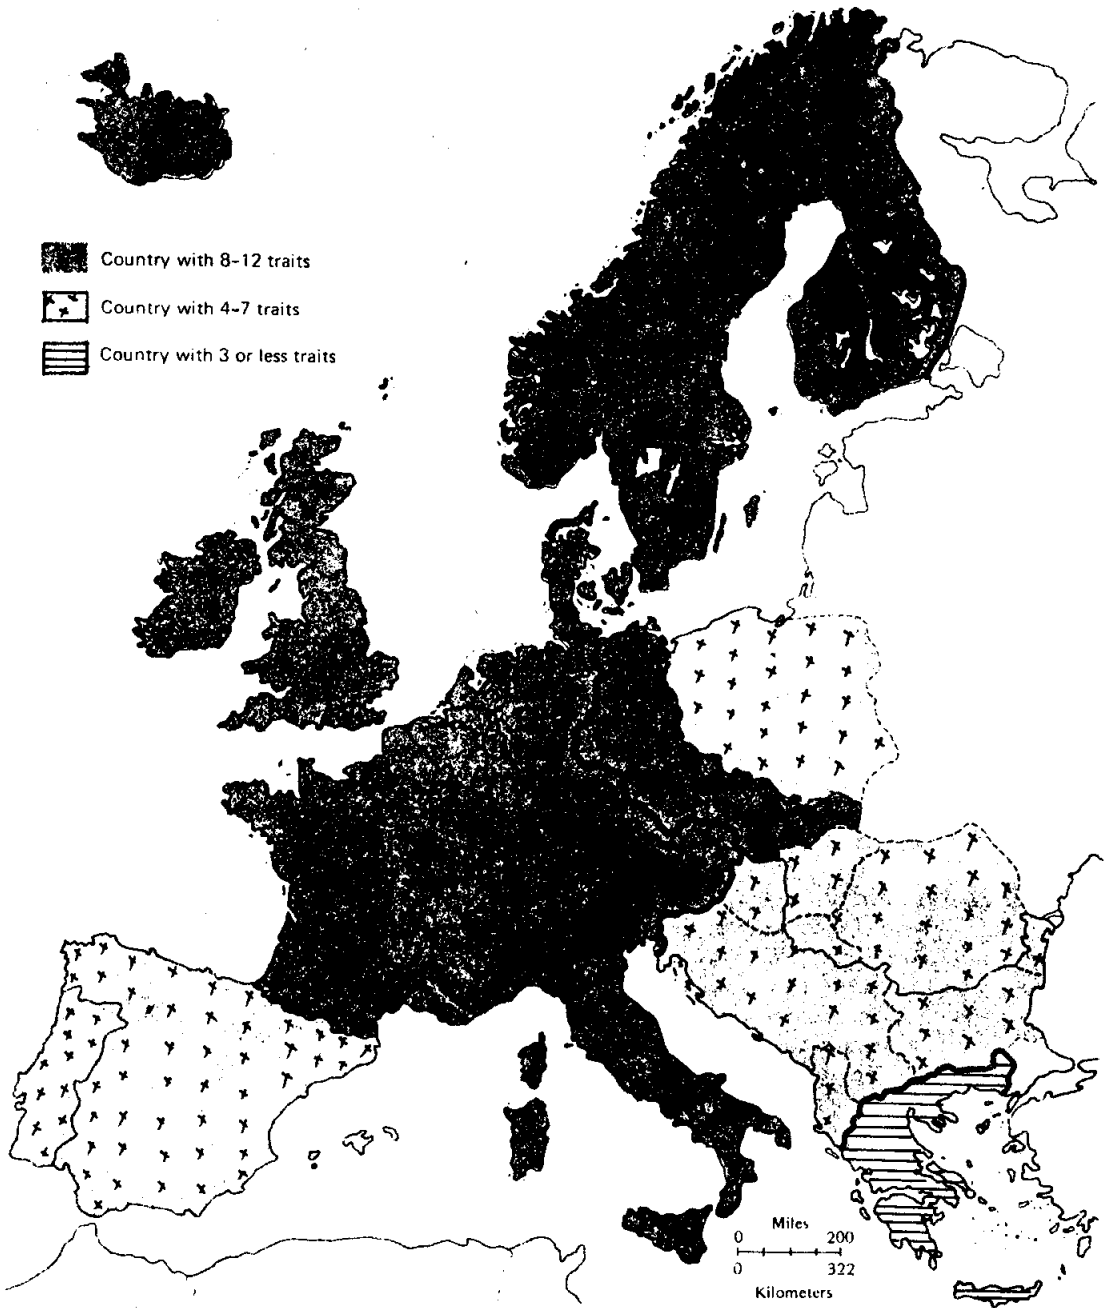 Country with 8-12 traits
Country with 4-7 traits
Country with 3 or less traits
Miles
0 200
0 322
Kilometers